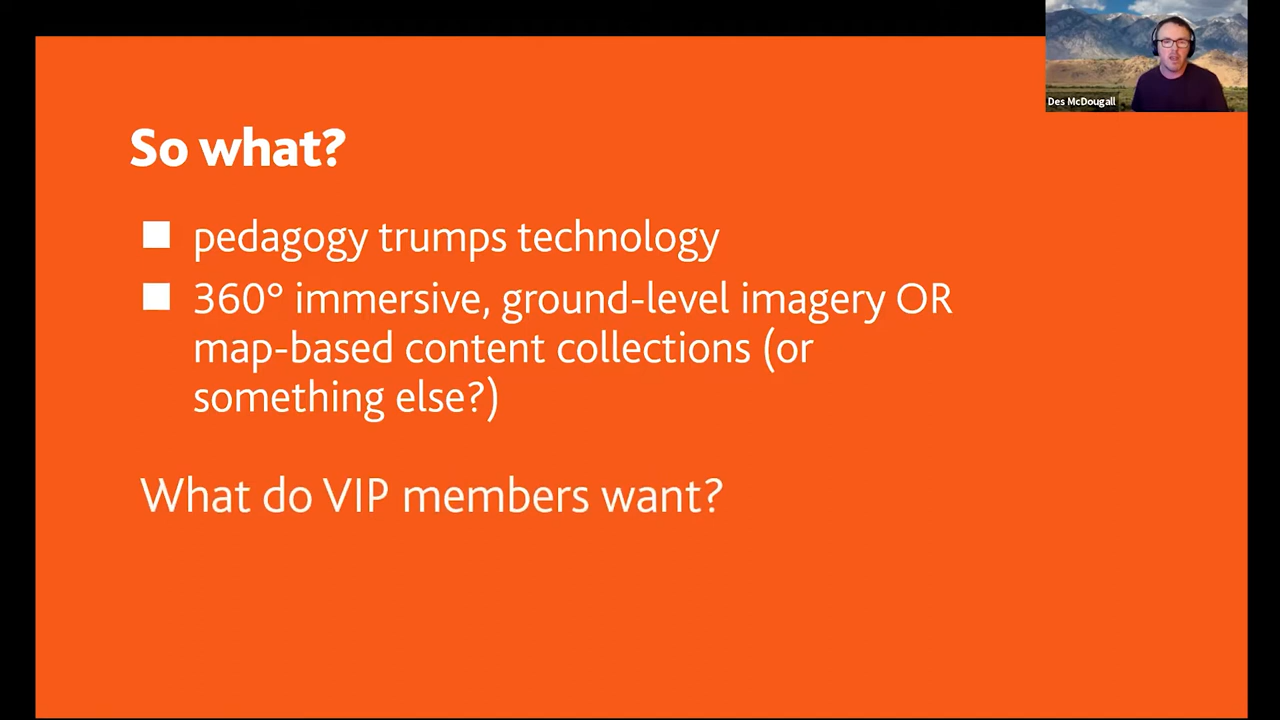 Des McDougall
So what?
pedagogy trumps technology
360° immersive, ground-level imagery OR
map-based content collections (or
something else?)
What do VIP members want?